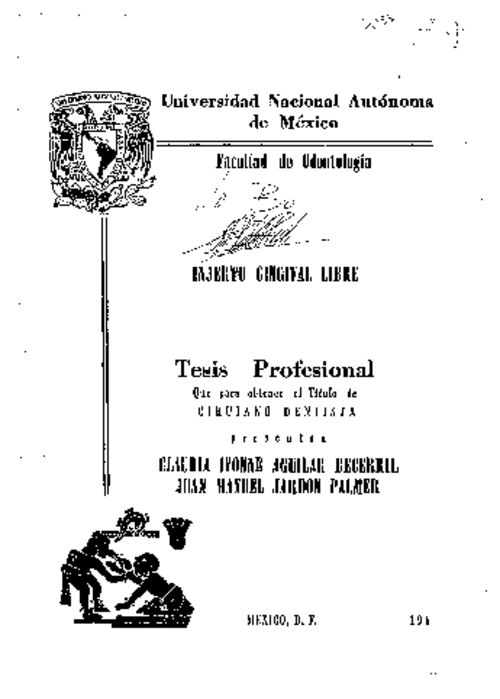 Universidad Nacional Autónoma
de México
Facultad de Odontología
INJERTO GINGIVAL LIBRE
Tesis Profesional
Que para obtener el Título de
CIRUJANO DENTISTA
presentan
CLAUDIA IVONNE AGUILAR BECERRIL
JUAN MANUEL JARDON PALMER
MEXICO, D. F.